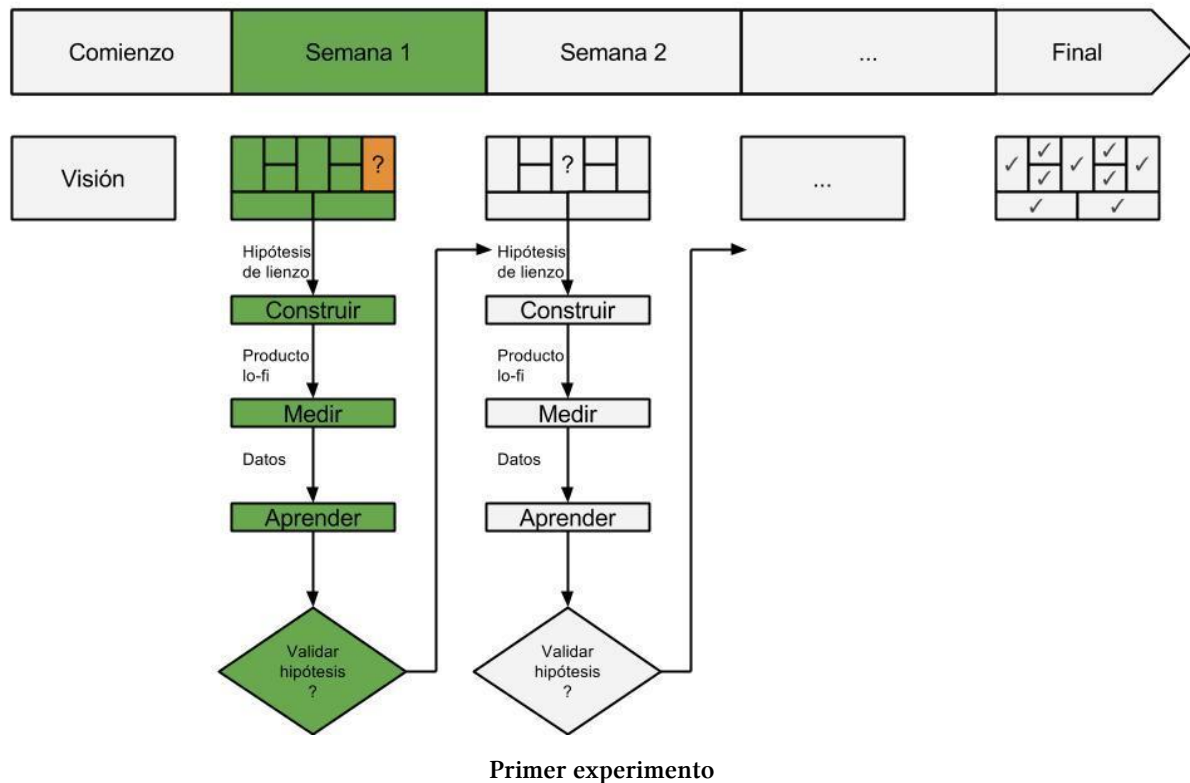 Comienzo
Semana 1
Semana 2
...
Final
Visión
?
?
...
✓ ✓ ✓ ✓ ✓
✓ ✓
✓ ✓
Hipótesis
de lienzo
Construir
Producto
lo-fi
Medir
Datos
Aprender
Validar
hipótesis
?
Hipótesis
de lienzo
Construir
Producto
lo-fi
Medir
Datos
Aprender
Validar
hipótesis
?
Primer experimento